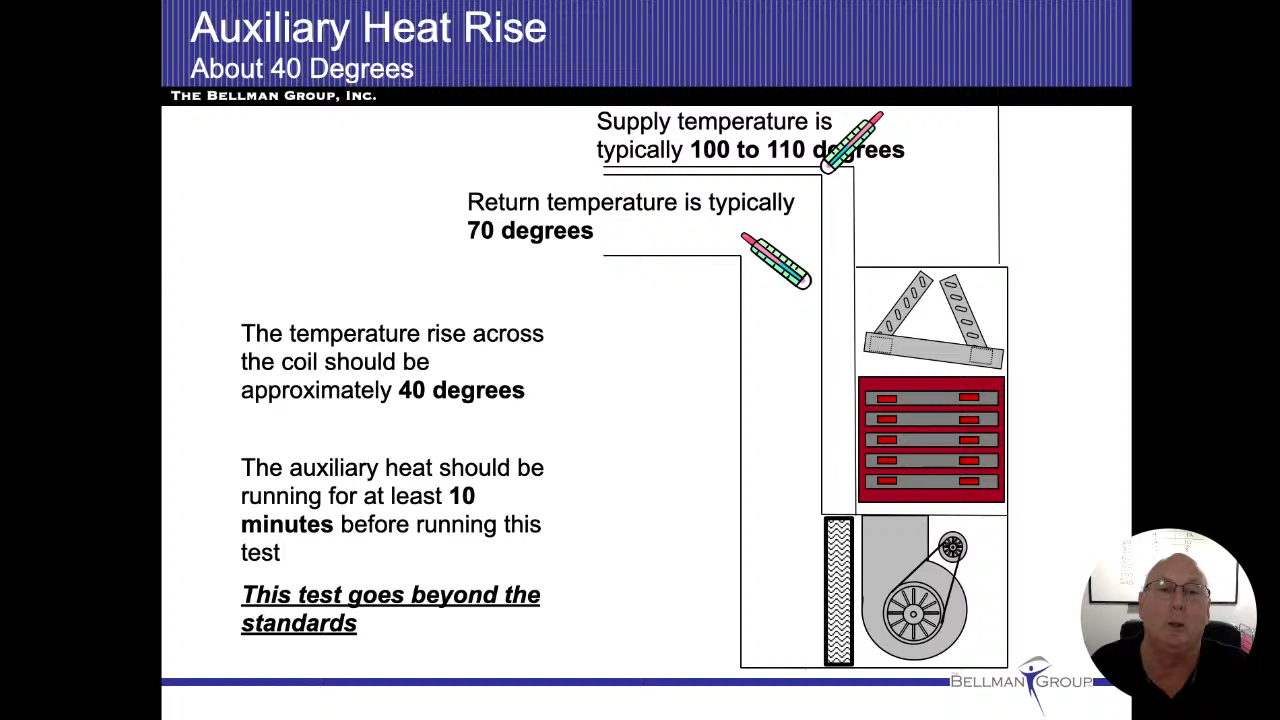 Auxiliary Heat Rise
About 40 Degrees
THE BELLMAN GROUP, INC.
Supply temperature is
typically 100 to 110 degrees
Return temperature is typically
70 degrees
The temperature rise across
the coil should be
approximately 40 degrees
The auxiliary heat should be
running for at least 10
minutes before running this
test
This test goes beyond the
standards
THE
BELLMAN GROUP